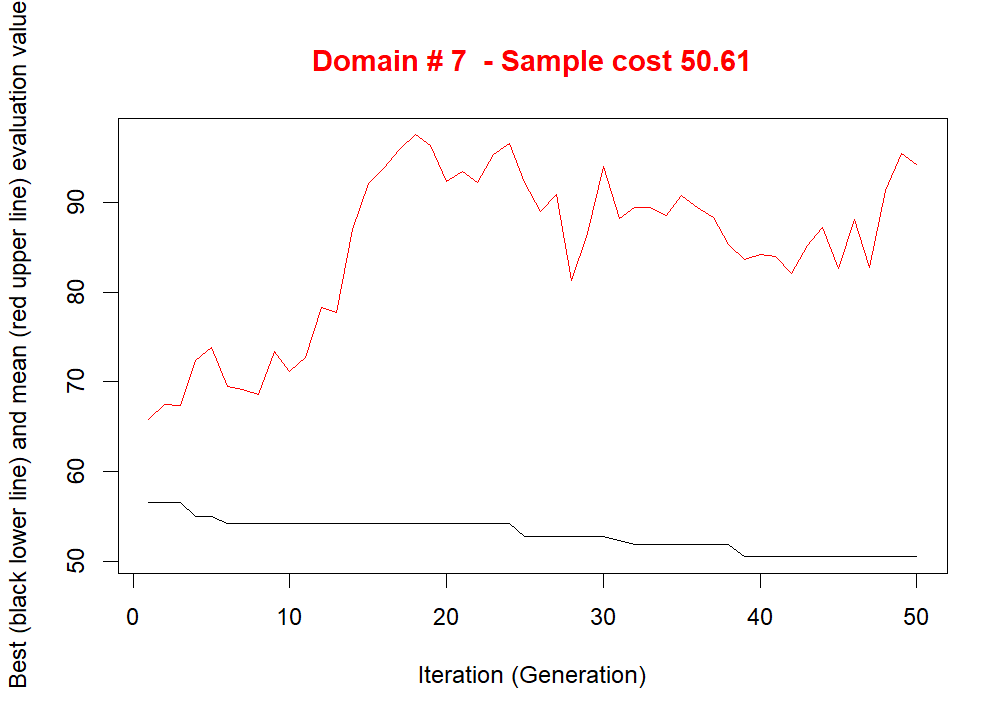 Domain # 7  - Sample cost 50.61
Best (black lower line) and mean (red upper line) evaluation value
90
80
70
60
50
0 10 20 30 40 50
Iteration (Generation)